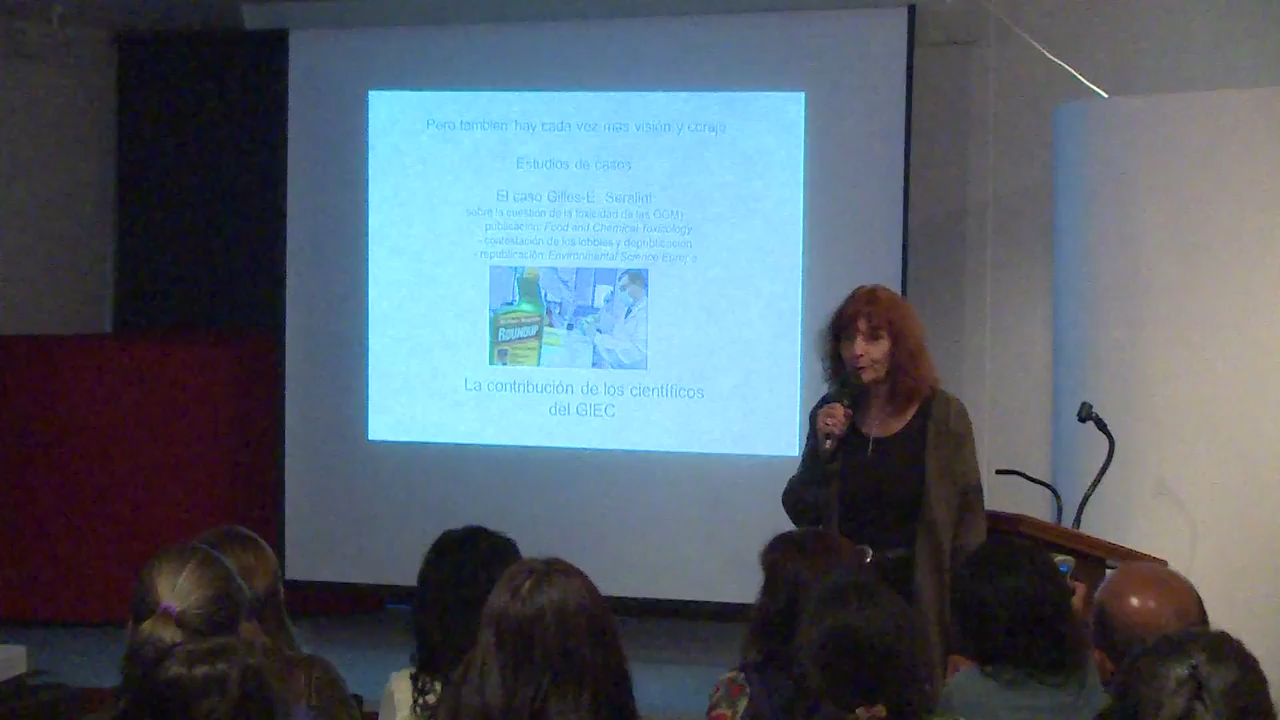 Pero tambien hay cada vez mas visión y coraje
Estudios de casos
El caso Gilles-E. Seralini:
sobre la cuestión de la toxicidad de las OGM)
publicación: Food and Chemical Toxicology
- contestación de los lobbies y depublicación
- republicación: Environmental Science Europe
ROUNDUP
La contribución de los científicos
del GIEC